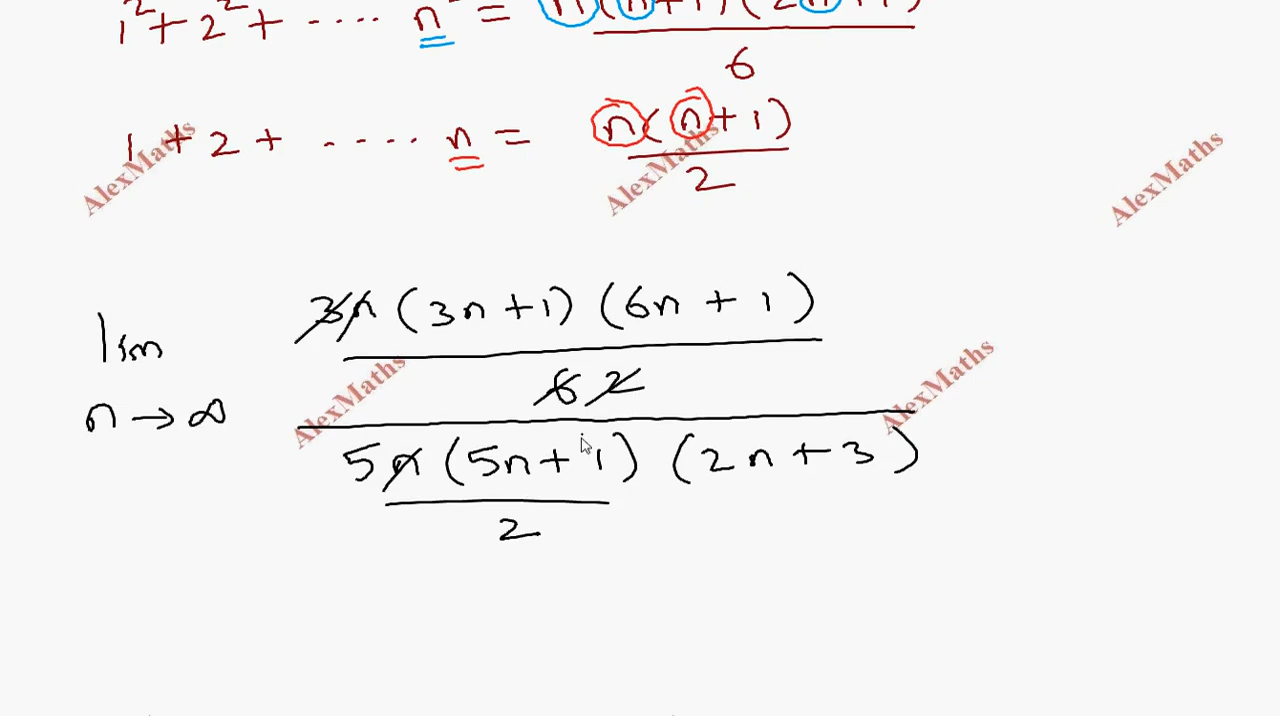 1²+ 2²+ ···· n² = n(n+1)(2n+1)
6
1 + 2 + ····· n = n(n+1)
2
AlexMaths AlexMaths AlexMaths
lim 3n (3n+1) (6n + 1)
6 2
n → ∞
AlexMaths AlexMaths
5n (5n+1) (2n+3)
2